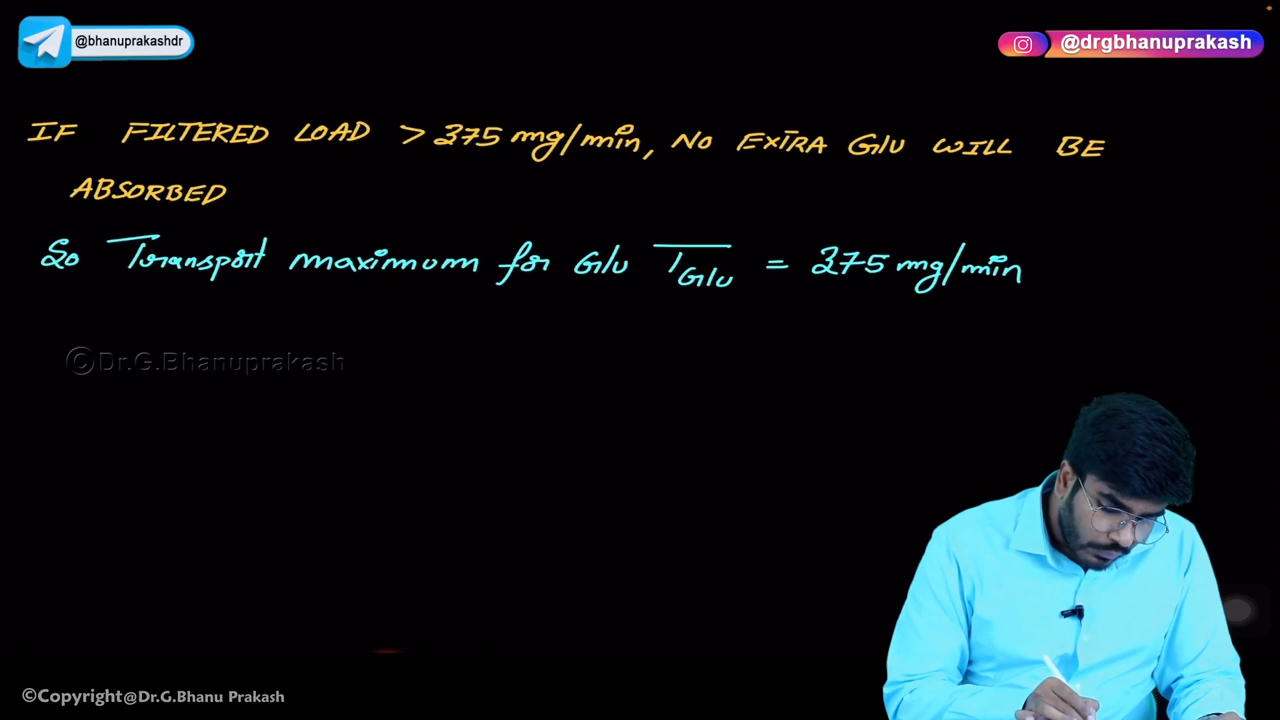 @bhanuprakashdr
@drgbhanuprakash
IF FILTERED LOAD > 375 mg/min, NO EXTRA Glu WILL BE
ABSORBED
So Transport maximum for Glu TGlu = 375 mg/min
©Dr.G.Bhanuprakash
©Copyright@Dr.G.Bhanu Prakash